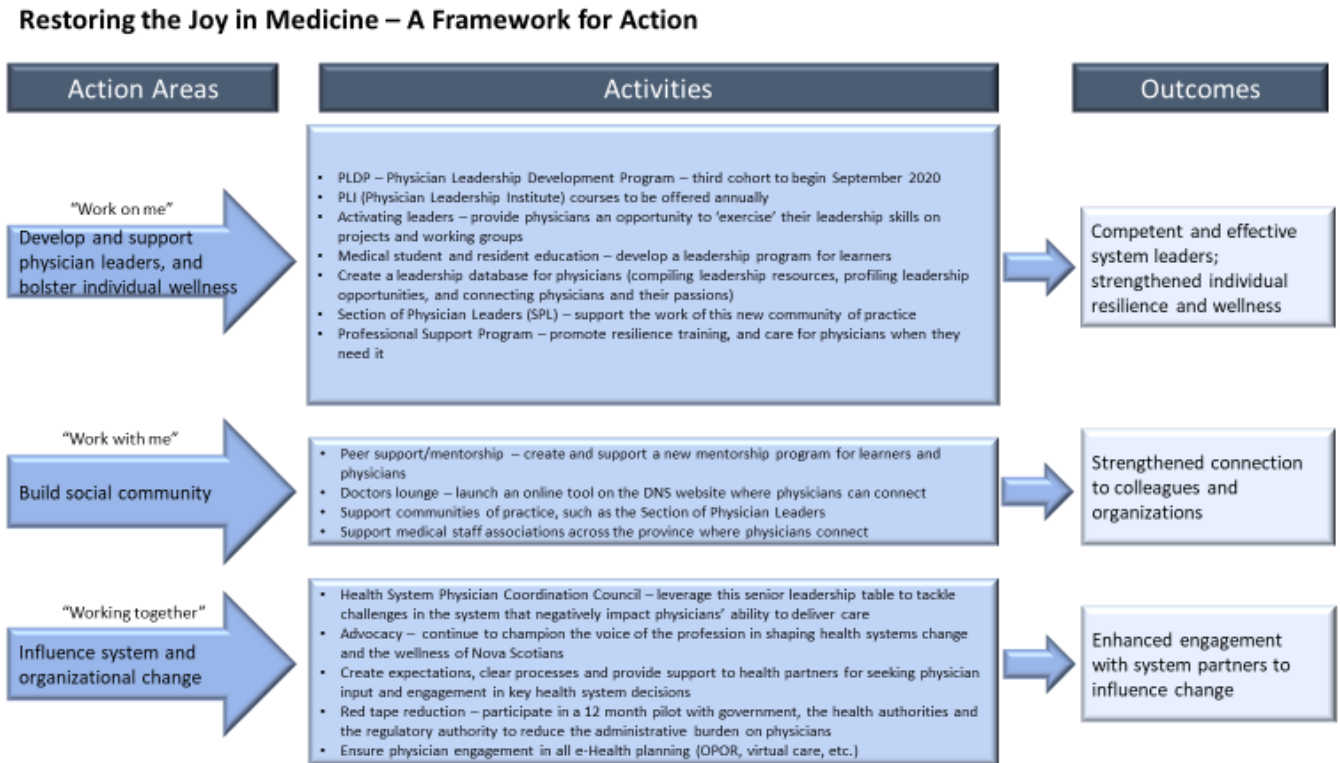 Restoring the Joy in Medicine – A Framework for Action
Action Areas
Activities
Outcomes
"Work on me"
Develop and support
physician leaders, and
bolster individual wellness
• PLDP – Physician Leadership Development Program – third cohort to begin September 2020
• PLI (Physician Leadership Institute) courses to be offered annually
• Activating leaders – provide physicians an opportunity to 'exercise' their leadership skills on
projects and working groups
• Medical student and resident education – develop a leadership program for learners
• Create a leadership database for physicians (compiling leadership resources, profiling leadership
opportunities, and connecting physicians and their passions)
• Section of Physician Leaders (SPL) – support the work of this new community of practice
• Professional Support Program – promote resilience training, and care for physicians when they
need it
Competent and effective
system leaders;
strengthened individual
resilience and wellness
"Work with me"
Build social community
• Peer support/mentorship – create and support a new mentorship program for learners and
physicians
• Doctors lounge – launch an online tool on the DNS website where physicians can connect
• Support communities of practice, such as the Section of Physician Leaders
• Support medical staff associations across the province where physicians connect
Strengthened connection
to colleagues and
organizations
"Working together"
Influence system and
organizational change
• Health System Physician Coordination Council – leverage this senior leadership table to tackle
challenges in the system that negatively impact physicians' ability to deliver care
• Advocacy – continue to champion the voice of the profession in shaping health systems change
and the wellness of Nova Scotians
• Create expectations, clear processes and provide support to health partners for seeking physician
input and engagement in key health system decisions
• Red tape reduction – participate in a 12 month pilot with government, the health authorities and
the regulatory authority to reduce the administrative burden on physicians
• Ensure physician engagement in all e-Health planning (OPOR, virtual care, etc.)
Enhanced engagement
with system partners to
influence change